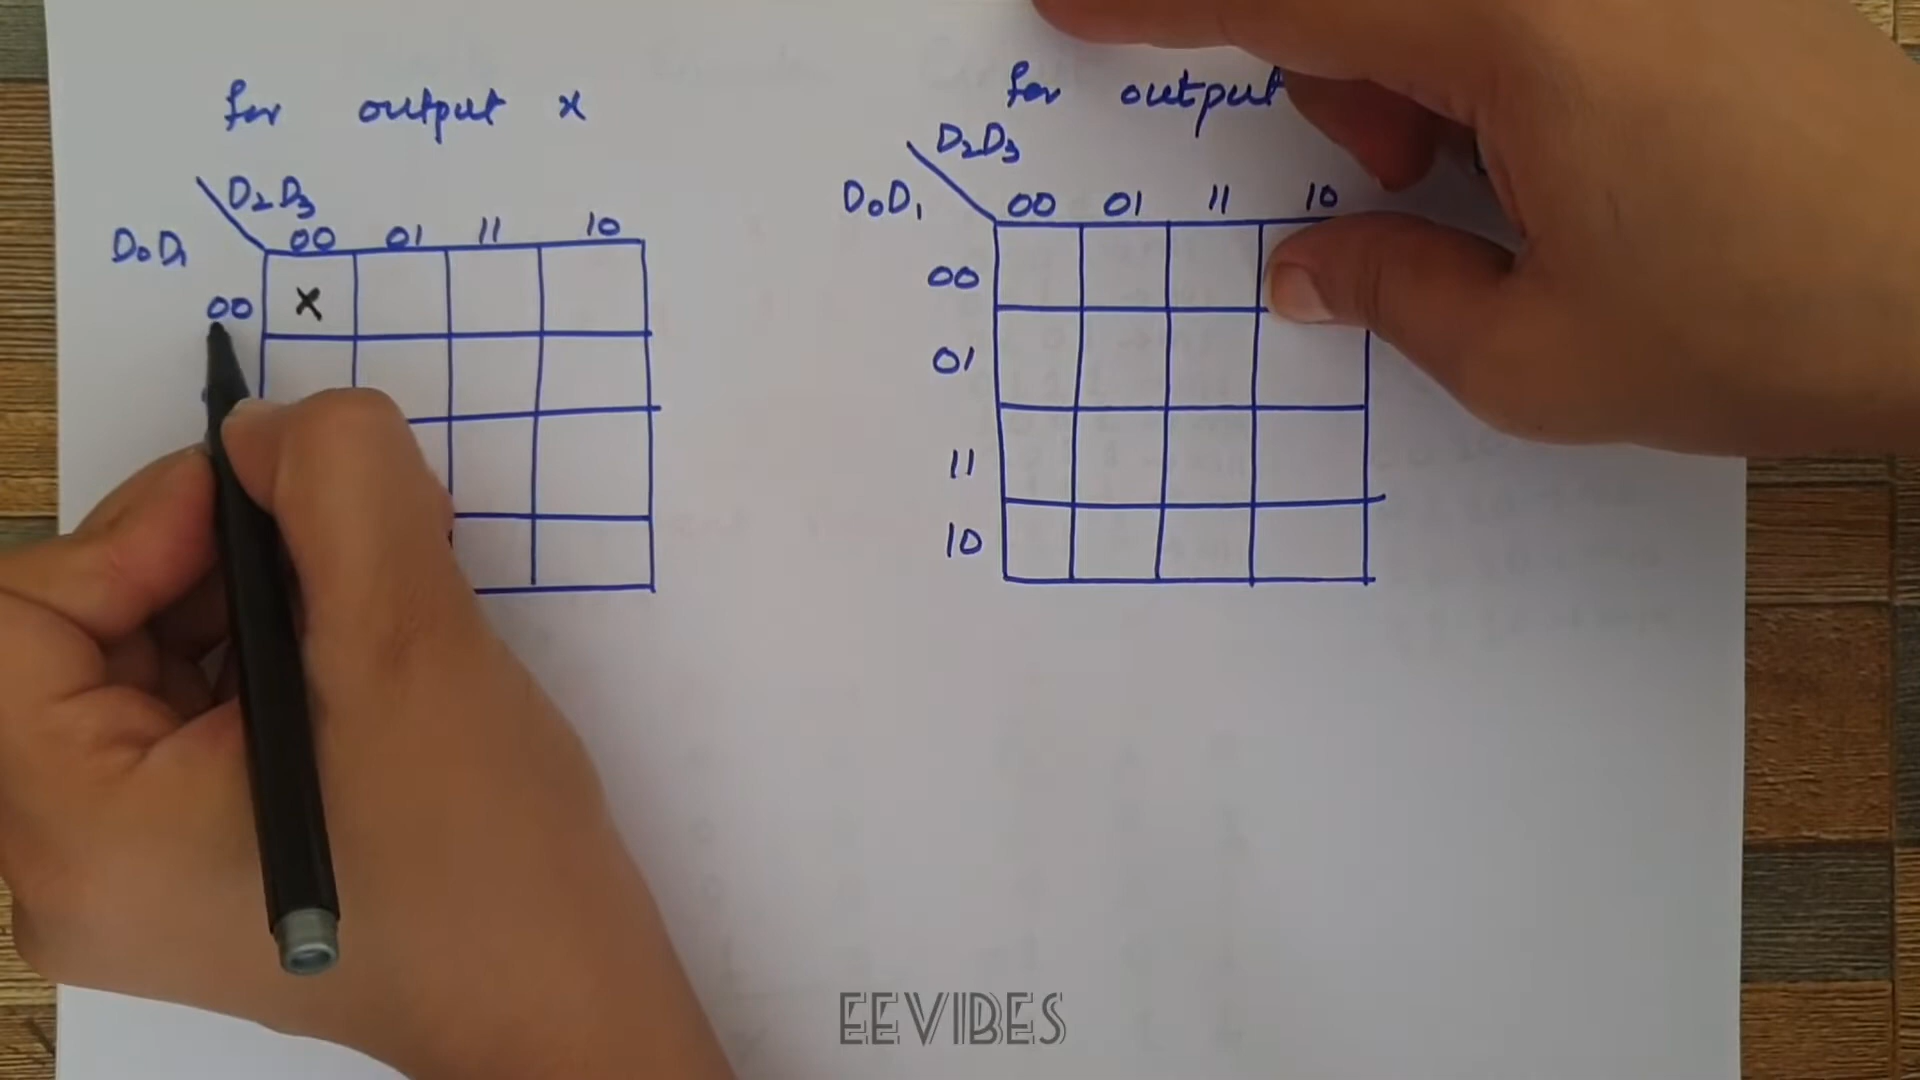 for output x
D₂D₃
D₀D₁
00 01 11 10
00 X
for output
D₂D₃
D₀D₁
00 01 11 10
00
01
11
10
EEVIBES